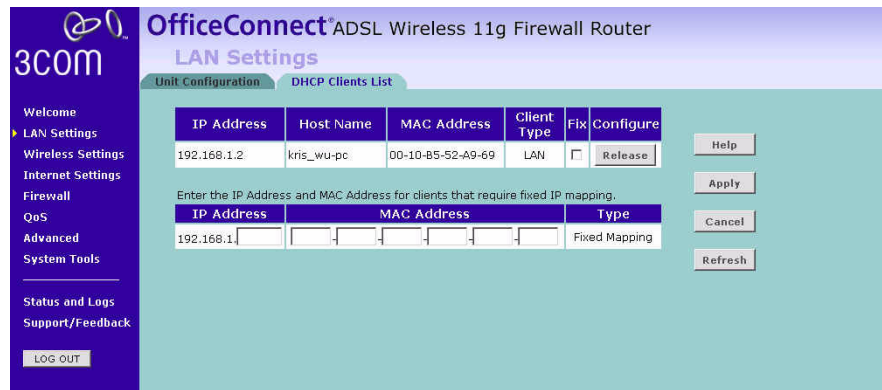 3COM
OfficeConnect® ADSL Wireless 11g Firewall Router
LAN Settings
Unit Configuration DHCP Clients List
Welcome
LAN Settings
Wireless Settings
Internet Settings
Firewall
QoS
Advanced
System Tools
Status and Logs
Support/Feedback
LOG OUT
IP Address Host Name MAC Address Client Type Fix Configure
192.168.1.2 kris_wu-pc 00-10-B5-52-A9-69 LAN Release
Enter the IP Address and MAC Address for clients that require fixed IP mapping.
IP Address MAC Address Type
192.168.1. - - - - - Fixed Mapping
Help
Apply
Cancel
Refresh